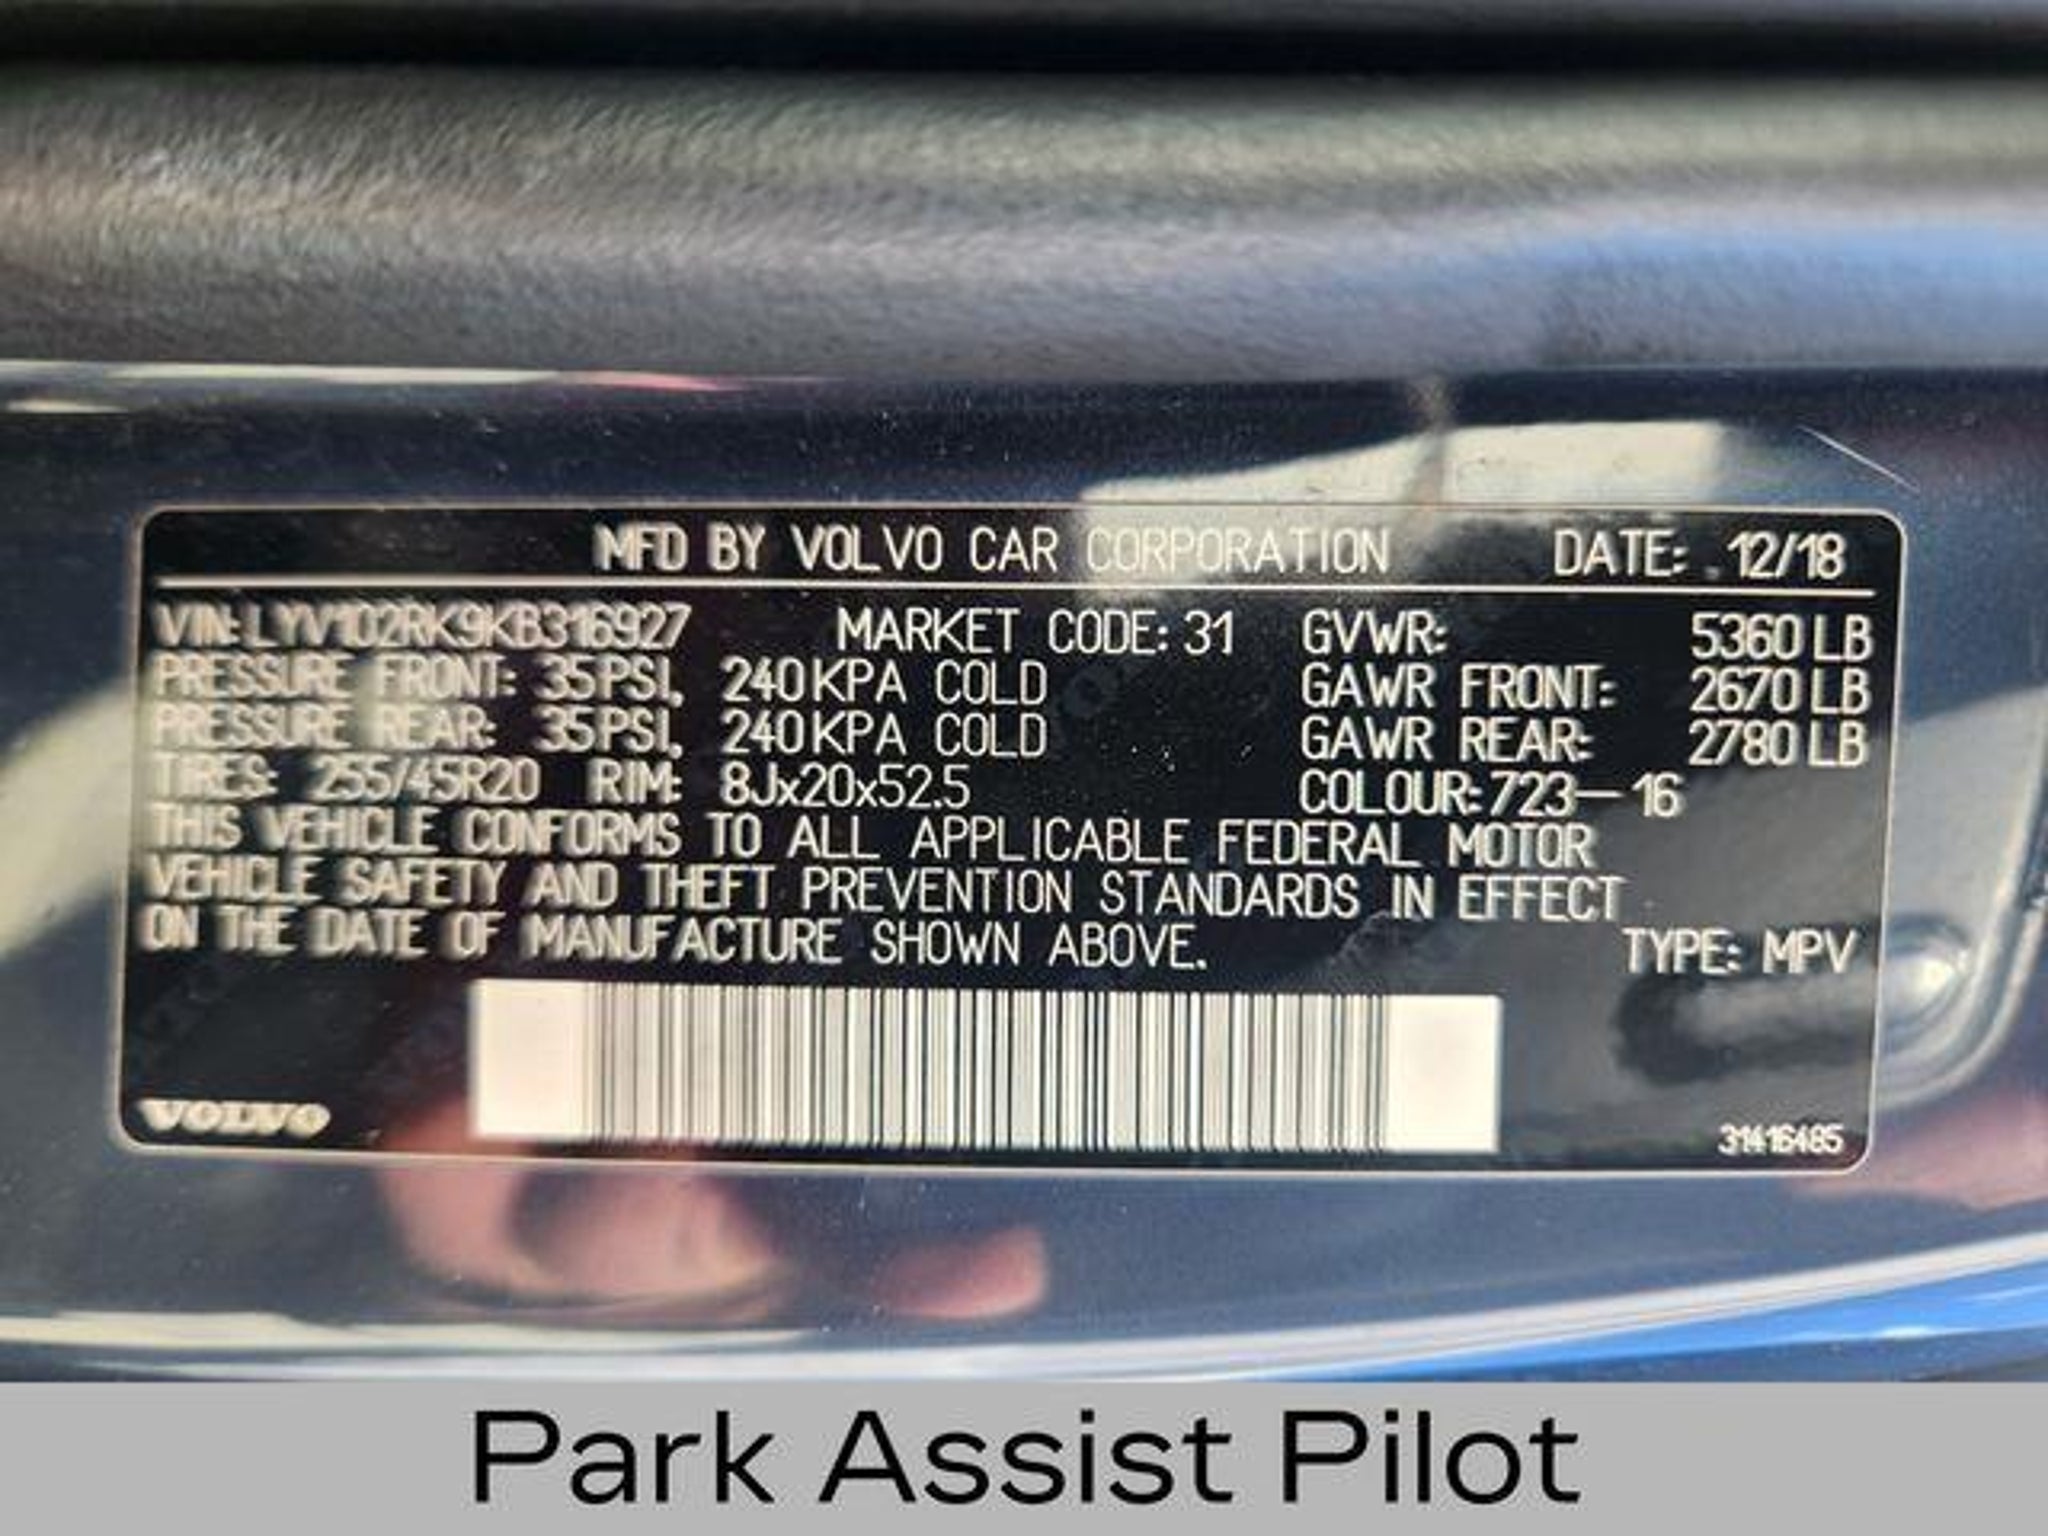 MFD BY VOLVO CAR CORPORATION DATE: 12/18
VIN: LYV102RK9KB316927 MARKET CODE: 31 GVWR: 5360 LB
PRESSURE FRONT: 35 PSI, 240 KPA COLD GAWR FRONT: 2670 LB
PRESSURE REAR: 35 PSI, 240 KPA COLD GAWR REAR: 2780 LB
TIRES: 255/45R20 RIM: 8Jx20x52.5 COLOUR: 723-16
THIS VEHICLE CONFORMS TO ALL APPLICABLE FEDERAL MOTOR
VEHICLE SAFETY AND THEFT PREVENTION STANDARDS IN EFFECT
ON THE DATE OF MANUFACTURE SHOWN ABOVE. TYPE: MPV
VOLVO 31416485
Park Assist Pilot